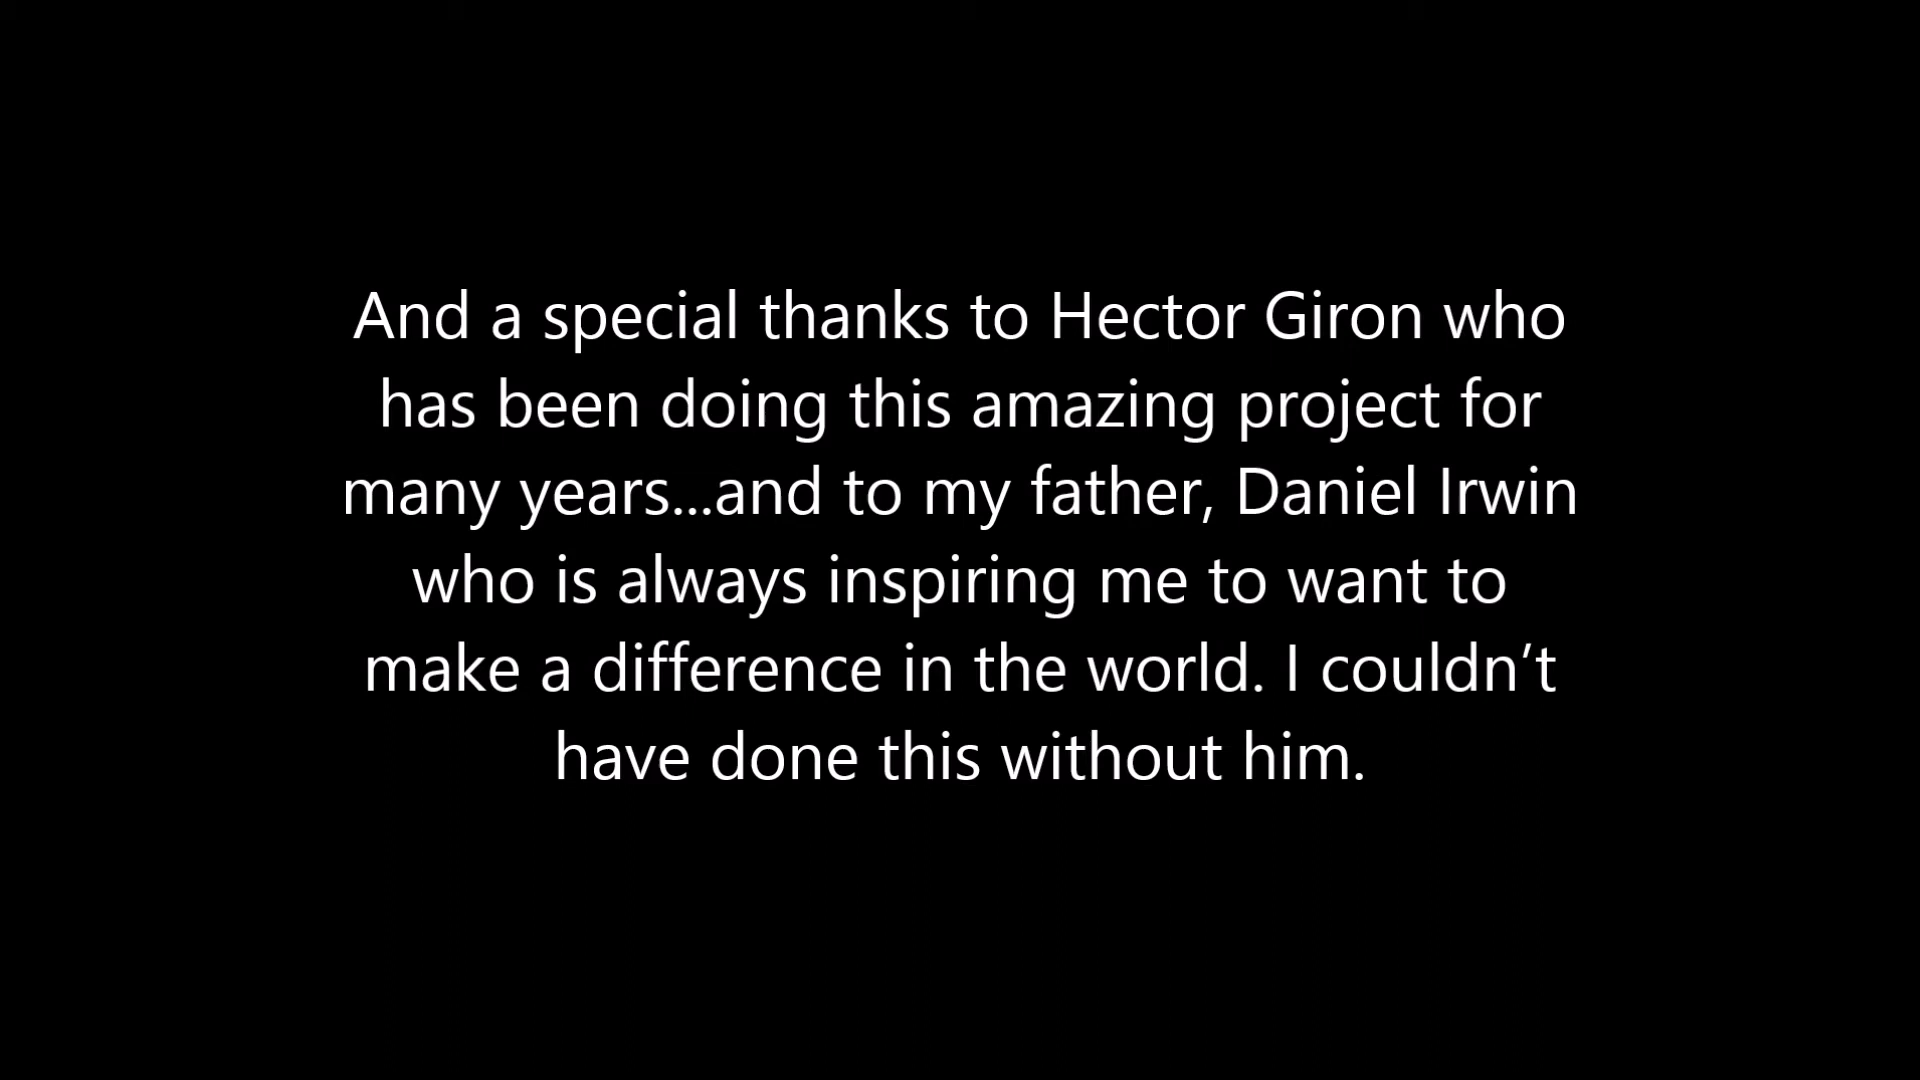 And a special thanks to Hector Giron who
has been doing this amazing project for
many years...and to my father, Daniel Irwin
who is always inspiring me to want to
make a difference in the world. I couldn’t
have done this without him.